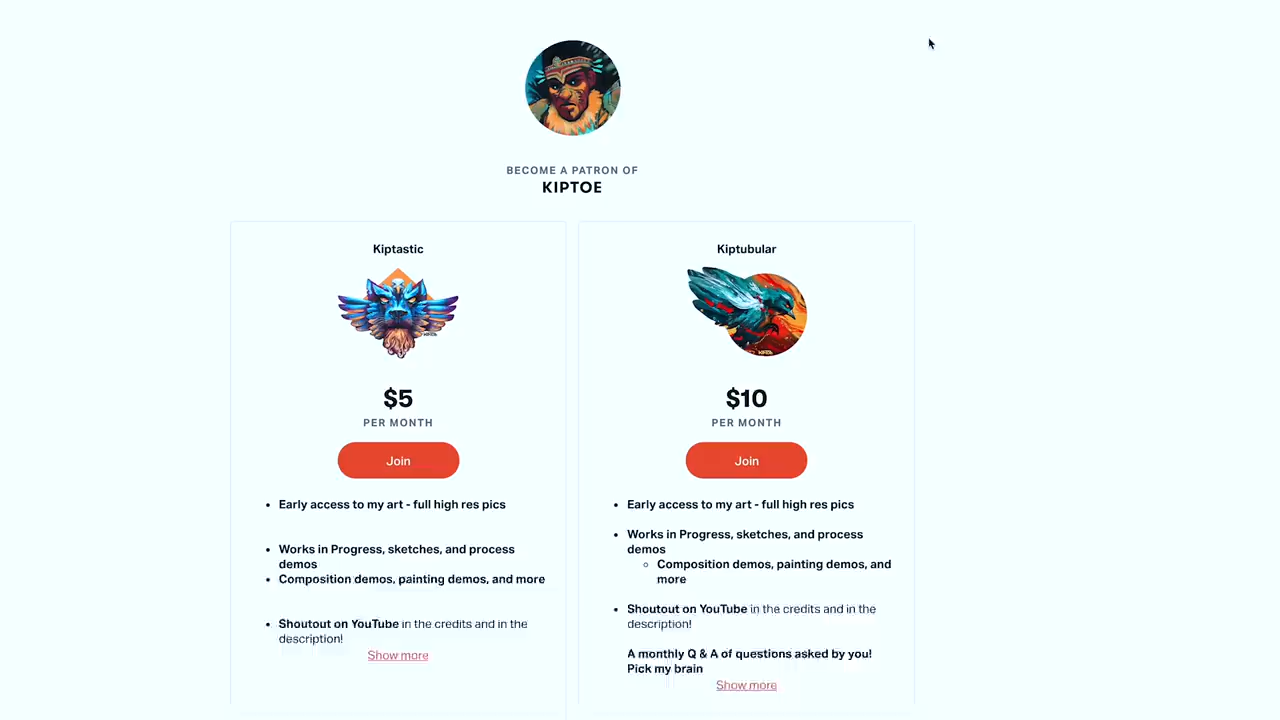 BECOME A PATRON OF
KIPTOE
Kiptastic
$5
PER MONTH
Join
Early access to my art - full high res pics
Works in Progress, sketches, and process
demos
Composition demos, painting demos, and more
Shoutout on YouTube in the credits and in the
description!
Show more
Kiptubular
$10
PER MONTH
Join
Early access to my art - full high res pics
Works in Progress, sketches, and process
demos
Composition demos, painting demos, and
more
Shoutout on YouTube in the credits and in the
description!
A monthly Q & A of questions asked by you!
Pick my brain
Show more